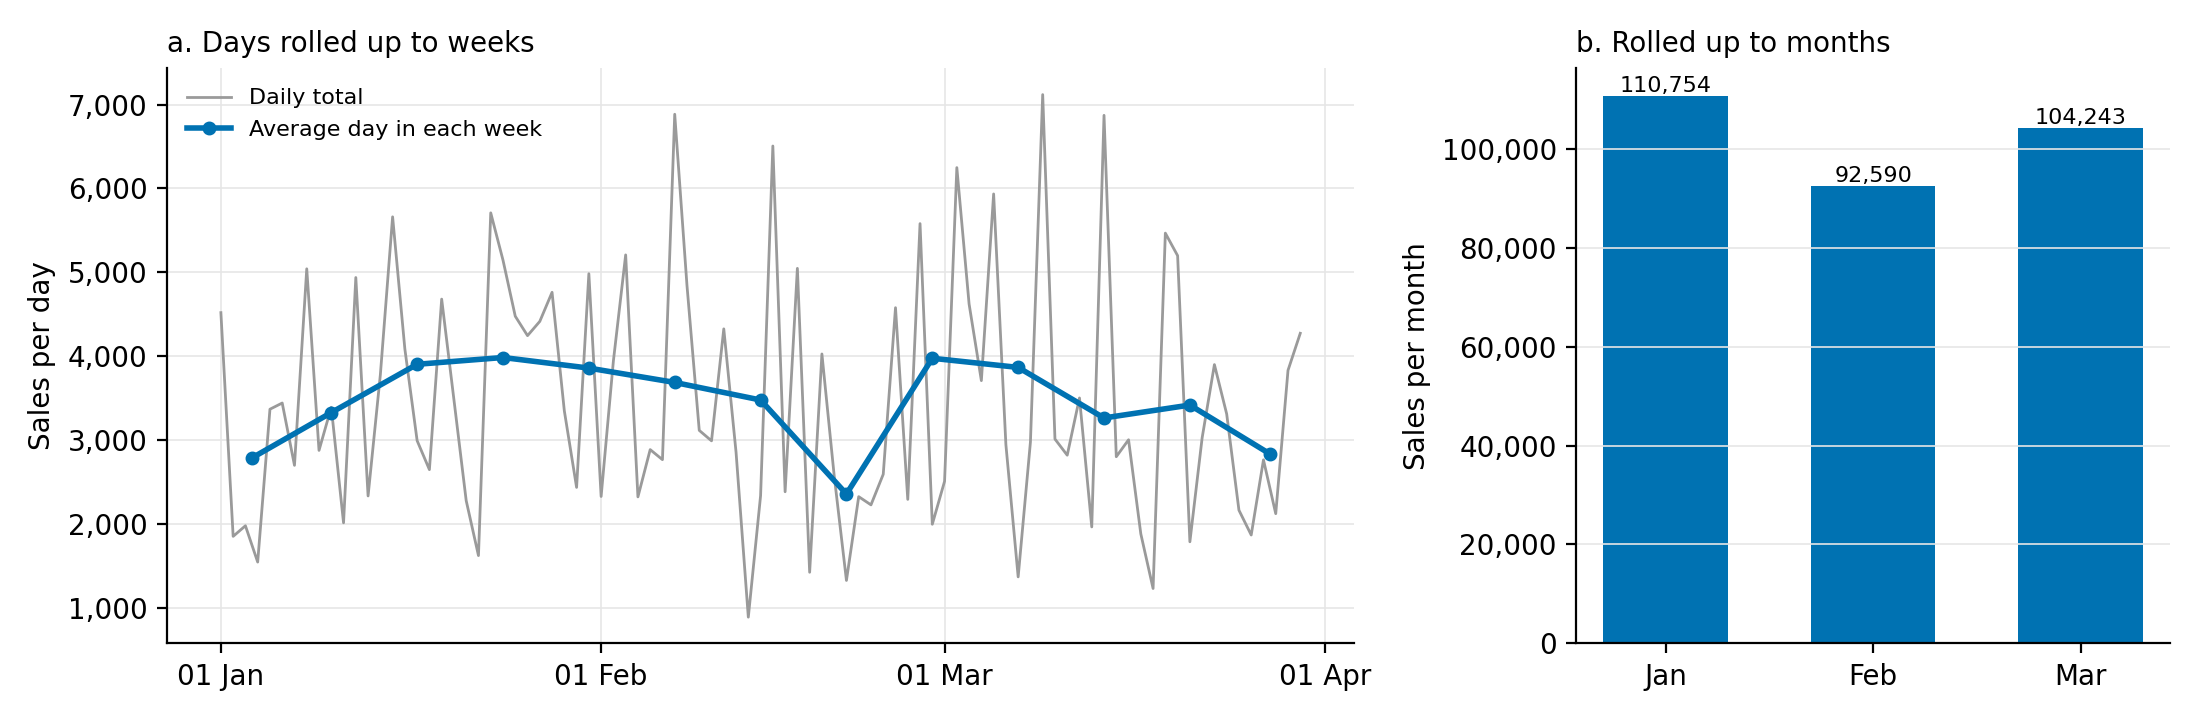 a. Days rolled up to weeks
Daily total
Average day in each week
Sales per day
7,000
6,000
5,000
4,000
3,000
2,000
1,000
01 Jan
01 Feb
01 Mar
01 Apr
b. Rolled up to months
110,754
92,590
104,243
Sales per month
100,000
80,000
60,000
40,000
20,000
0
Jan
Feb
Mar